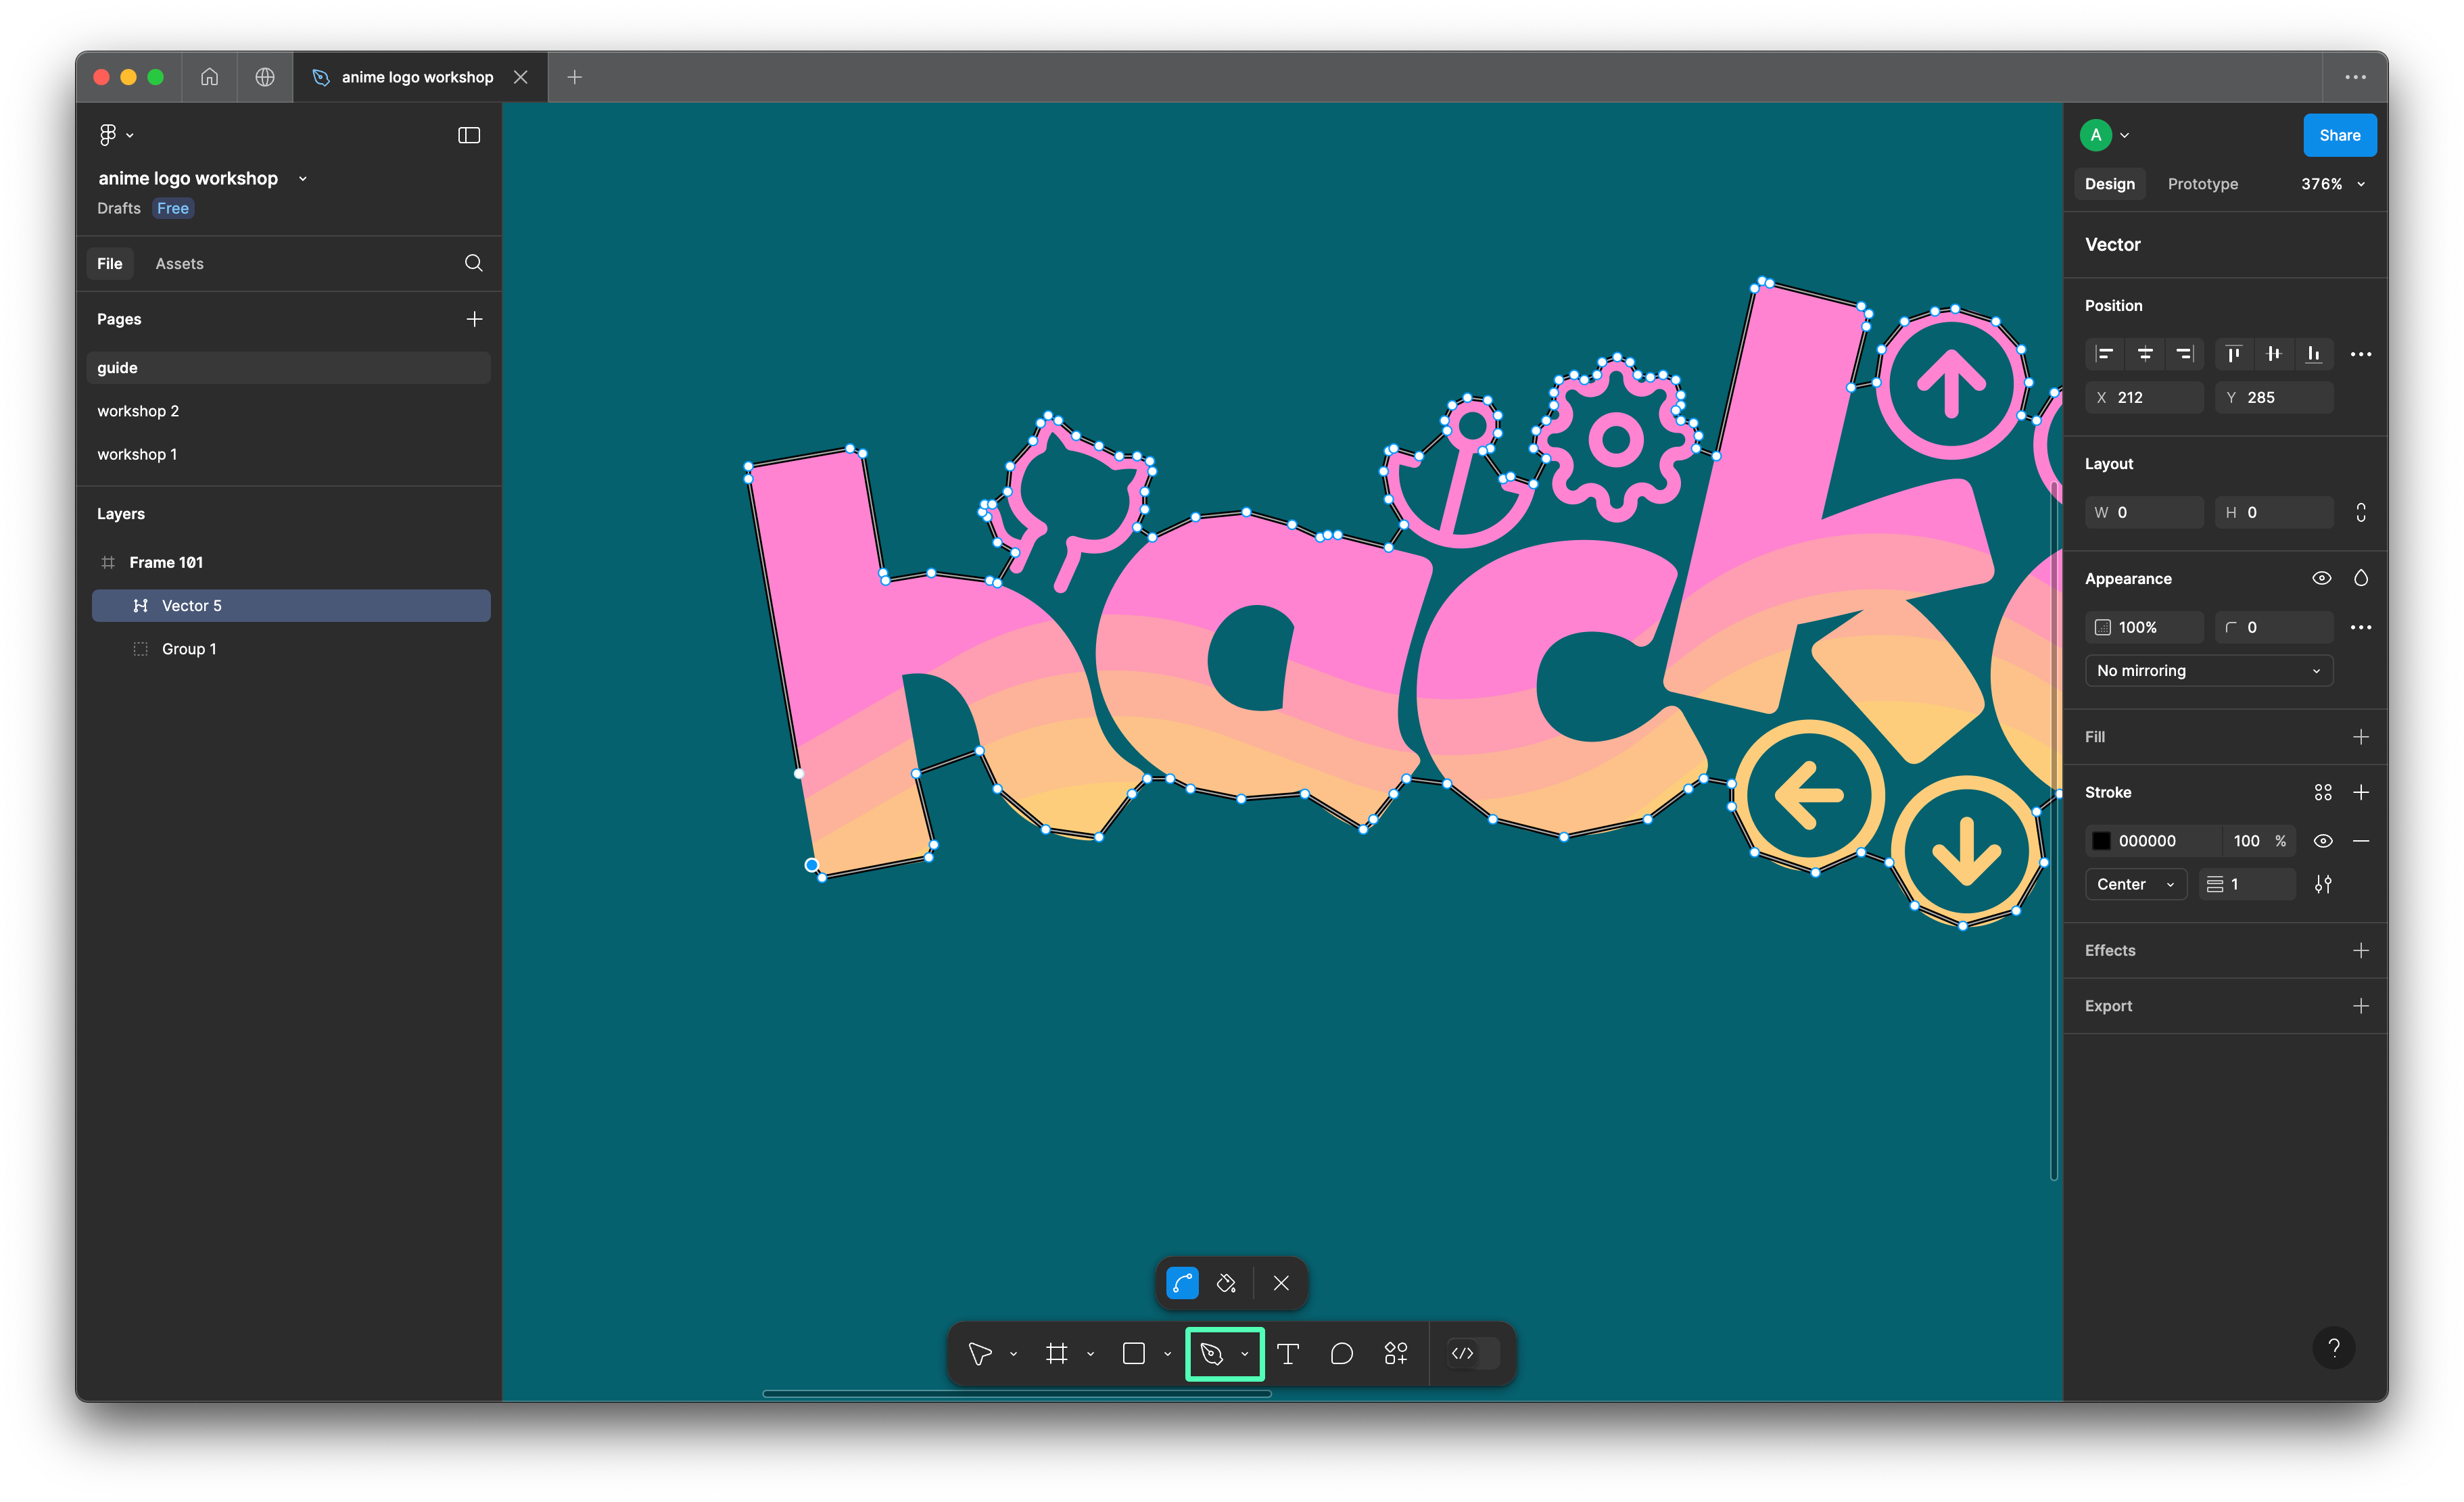 anime logo workshop
anime logo workshop
Drafts Free
File Assets
Pages
guide
workshop 2
workshop 1
Layers
Frame 101
Vector 5
Group 1
hack
A
Share
Design Prototype 376%
Vector
Position
X 212 Y 285
Layout
W 0 H 0
Appearance
100% 0
No mirroring
Fill
Stroke
000000 100 %
Center 1
Effects
Export
T
</>
?